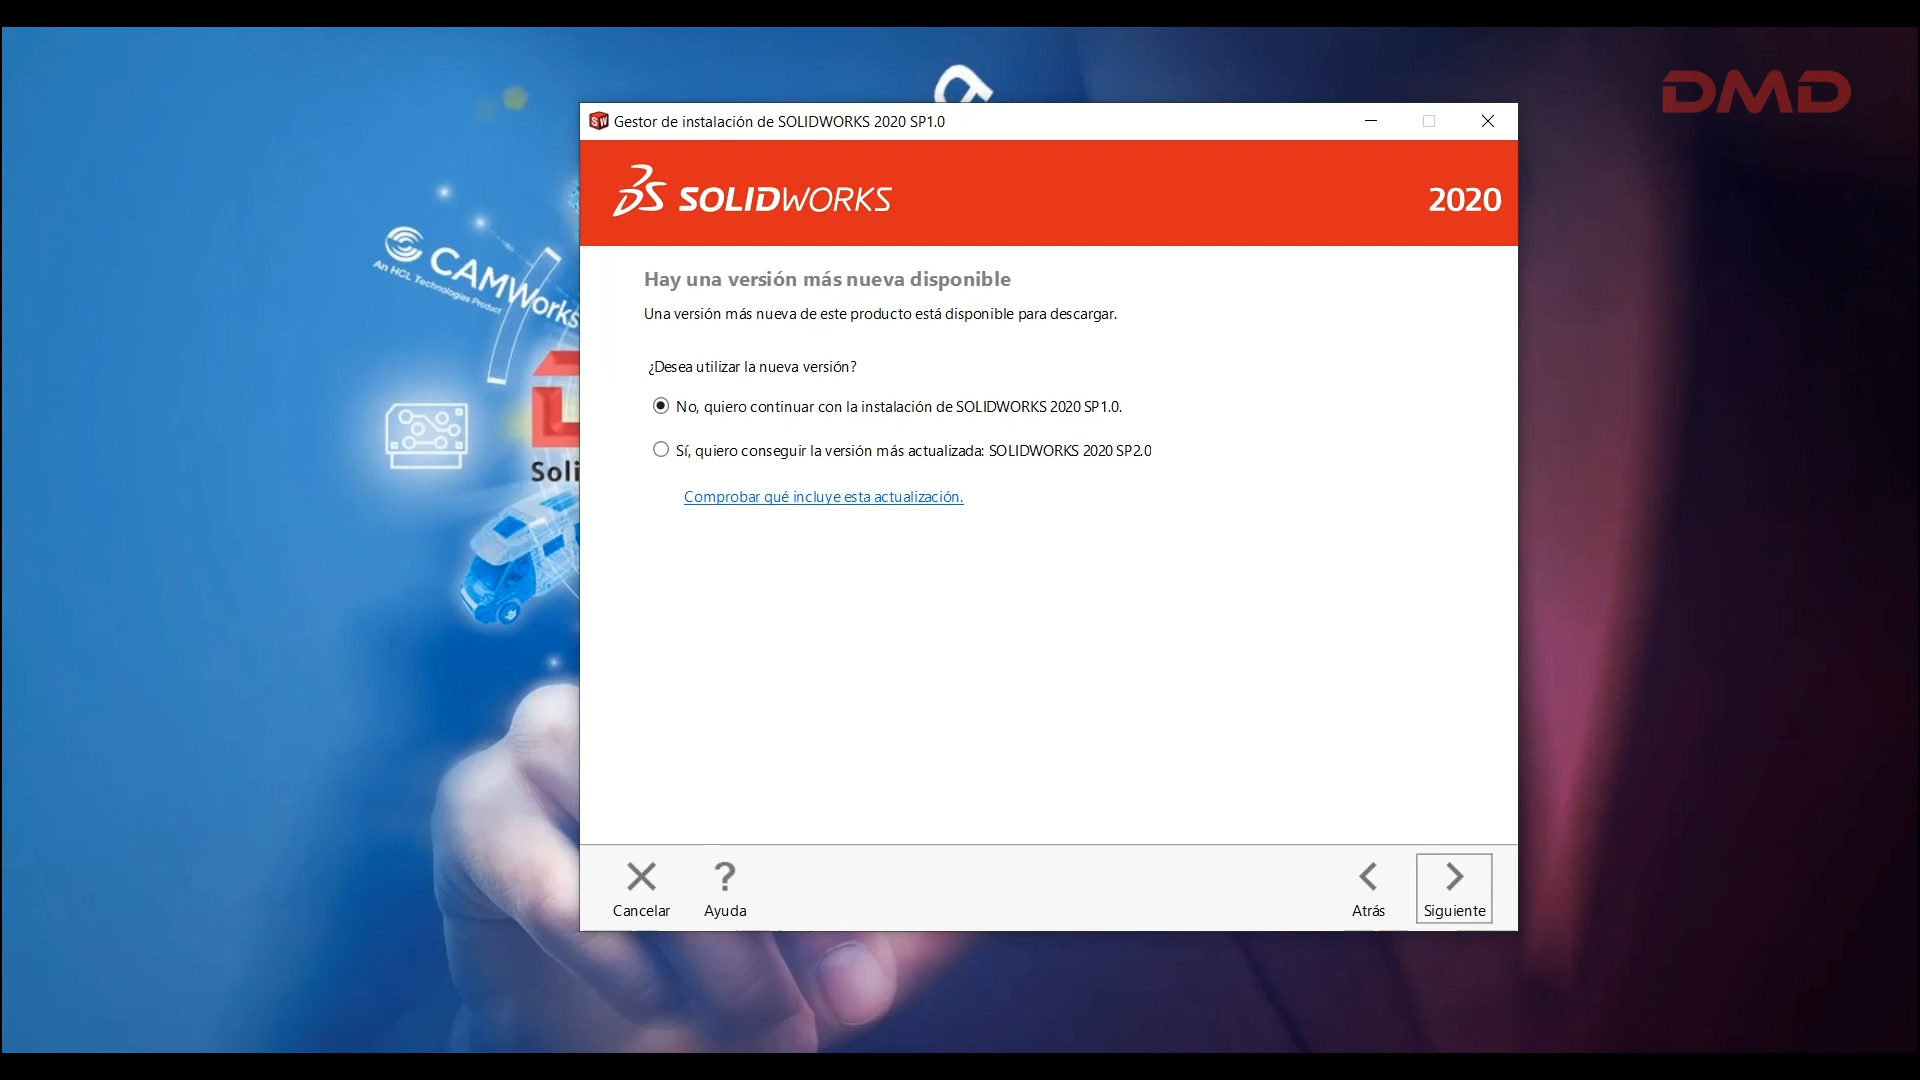 DMD
Gestor de instalación de SOLIDWORKS 2020 SP1.0
SOLIDWORKS
2020
Hay una versión más nueva disponible
Una versión más nueva de este producto está disponible para descargar.
¿Desea utilizar la nueva versión?
No, quiero continuar con la instalación de SOLIDWORKS 2020 SP1.0.
Sí, quiero conseguir la versión más actualizada: SOLIDWORKS 2020 SP2.0
Comprobar qué incluye esta actualización.
Cancelar
Ayuda
Atrás
Siguiente
CAMWorks
An HCL Technologies Product
Soli